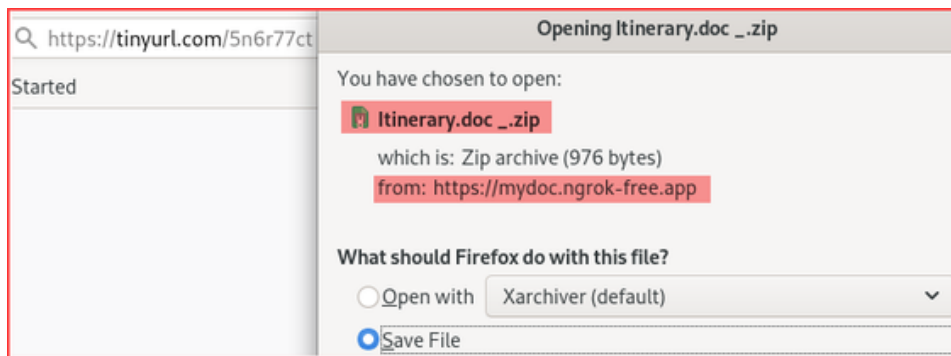 https://tinyurl.com/5n6r77ct
Started
Opening Itinerary.doc _.zip
You have chosen to open:
Itinerary.doc _.zip
which is: Zip archive (976 bytes)
from: https://mydoc.ngrok-free.app
What should Firefox do with this file?
Open with Xarchiver (default)
Save File